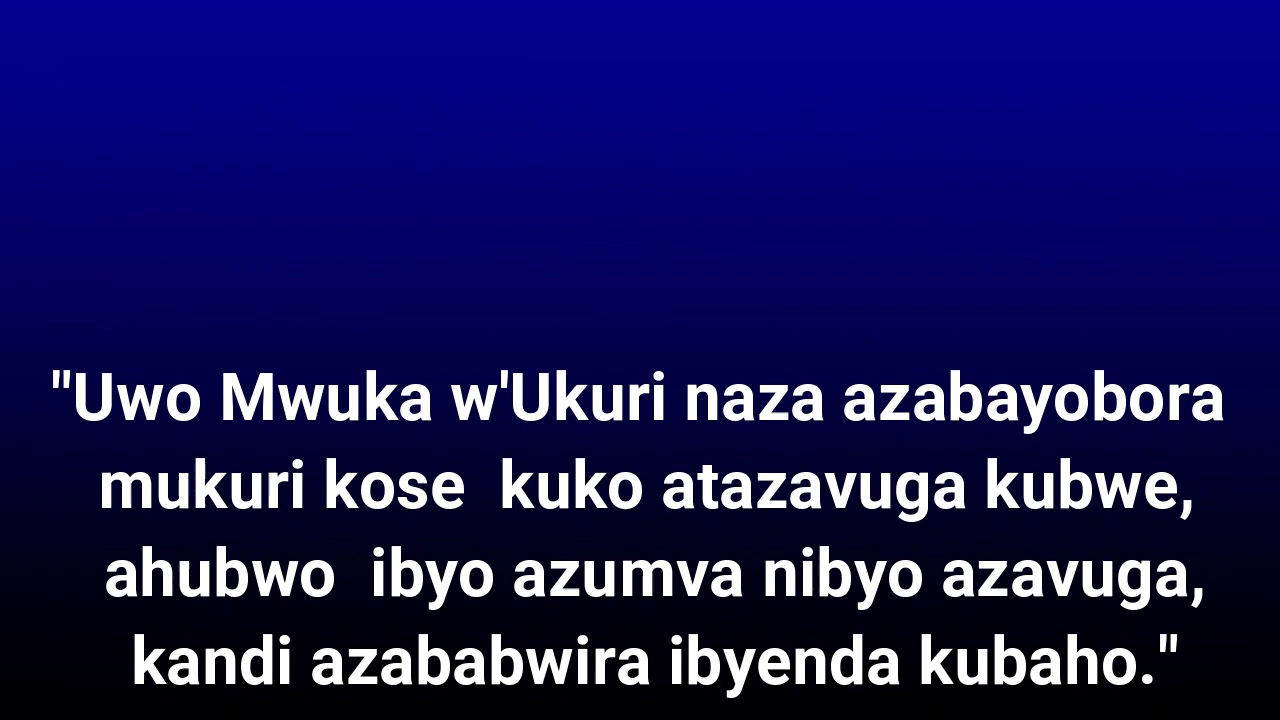 "Uwo Mwuka w'Ukuri naza azabayobora
mukuri kose  kuko atazavuga kubwe,
ahubwo  ibyo azumva nibyo azavuga,
kandi azababwira ibyenda kubaho."